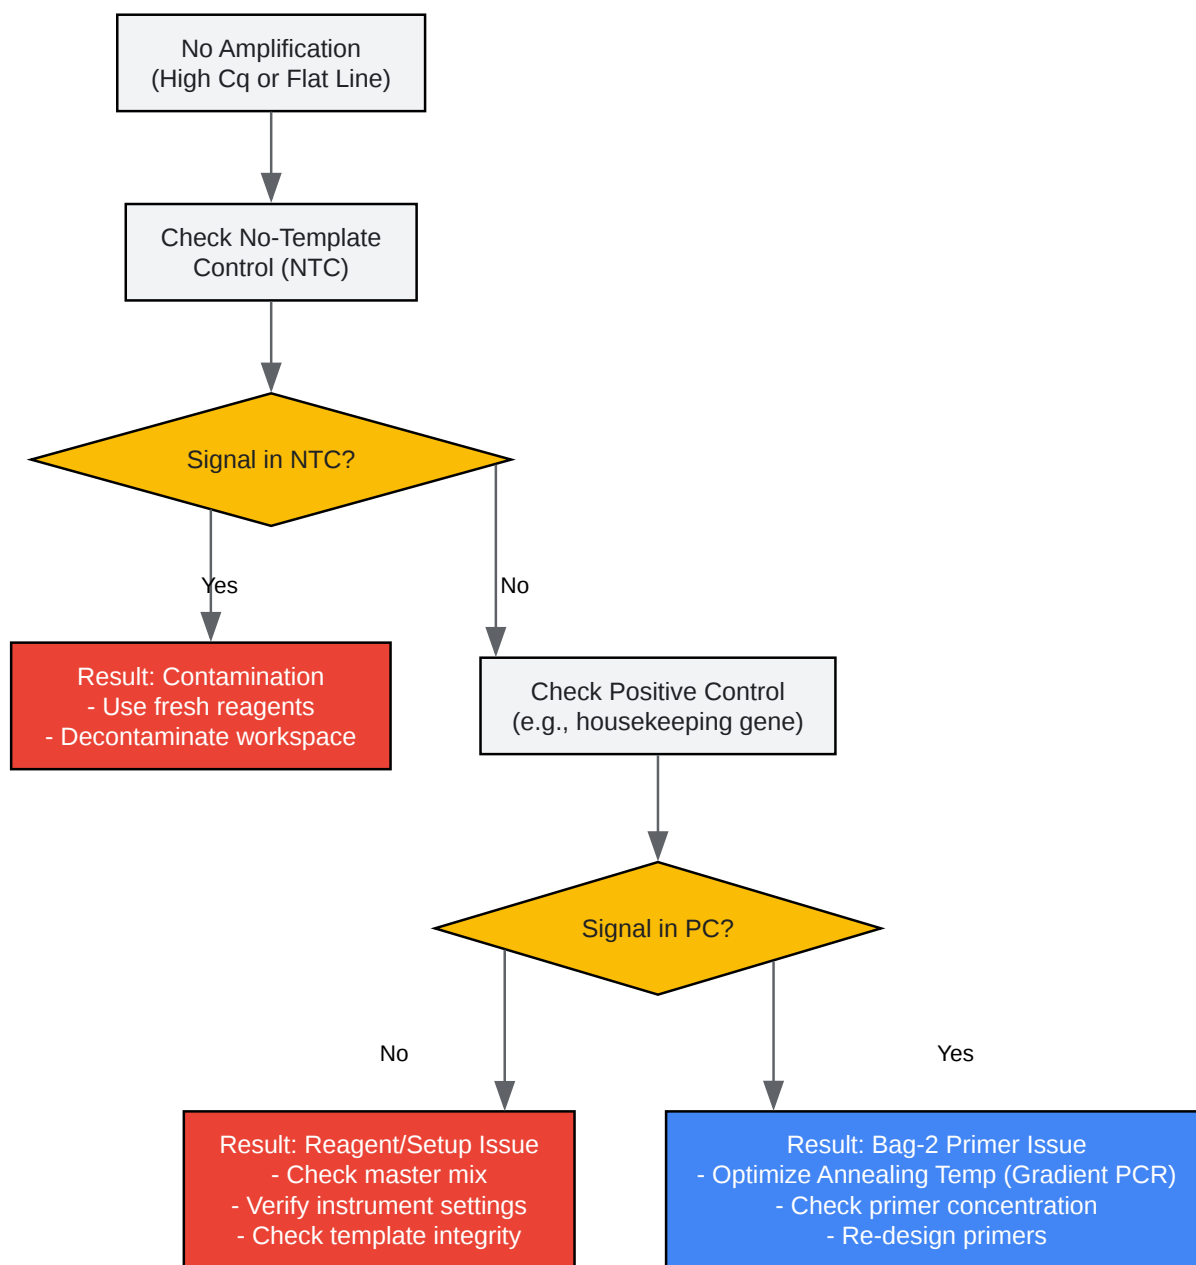 No Amplification
(High Cq or Flat Line)
Check No-Template
Control (NTC)
Signal in NTC?
Yes
No
Result: Contamination
- Use fresh reagents
- Decontaminate workspace
Check Positive Control
(e.g., housekeeping gene)
Signal in PC?
No
Yes
Result: Reagent/Setup Issue
- Check master mix
- Verify instrument settings
- Check template integrity
Result: Bag-2 Primer Issue
- Optimize Annealing Temp (Gradient PCR)
- Check primer concentration
- Re-design primers